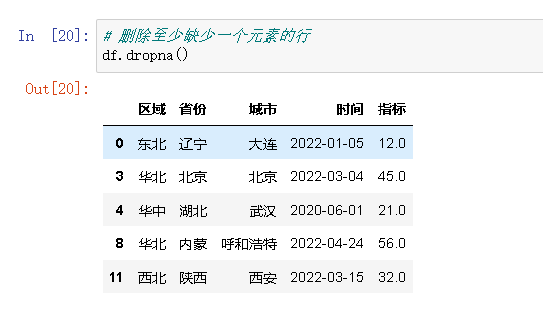 In [20]: # 删除至少缺少一个元素的行
df.dropna()
Out[20]:
区域 省份 城市 时间 指标
0 东北 辽宁 大连 2022-01-05 12.0
3 华北 北京 北京 2022-03-04 45.0
4 华中 湖北 武汉 2020-06-01 21.0
8 华北 内蒙 呼和浩特 2022-04-24 56.0
11 西北 陕西 西安 2022-03-15 32.0